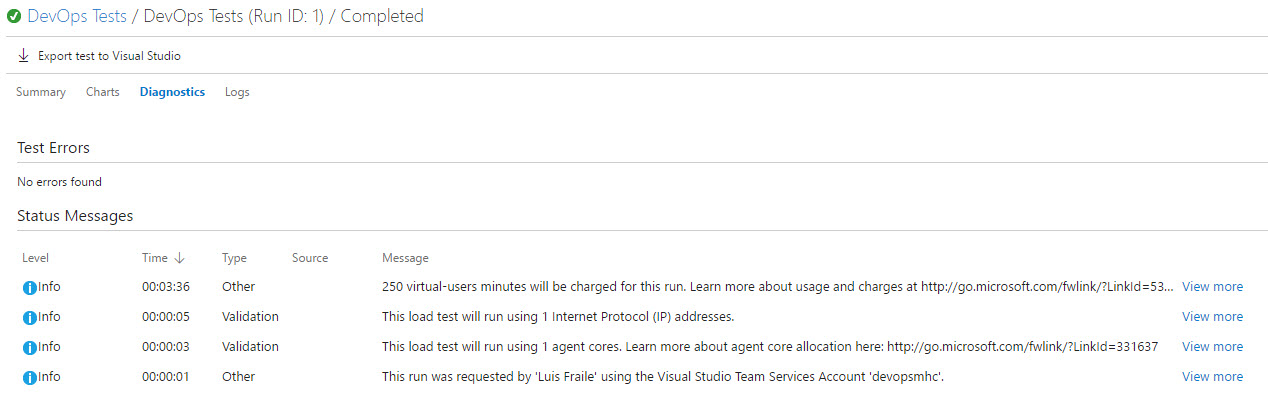 DevOps Tests / DevOps Tests (Run ID: 1) / Completed
Export test to Visual Studio
Summary Charts Diagnostics Logs
Test Errors
No errors found
Status Messages
Level Time Type Source Message
Info 00:03:36 Other 250 virtual-users minutes will be charged for this run. Learn more about usage and charges at http://go.microsoft.com/fwlink/?LinkId=53... View more
Info 00:00:05 Validation This load test will run using 1 Internet Protocol (IP) addresses. View more
Info 00:00:03 Validation This load test will run using 1 agent cores. Learn more about agent core allocation here: http://go.microsoft.com/fwlink/?LinkId=331637 View more
Info 00:00:01 Other This run was requested by 'Luis Fraile' using the Visual Studio Team Services Account 'devopsmhc'. View more